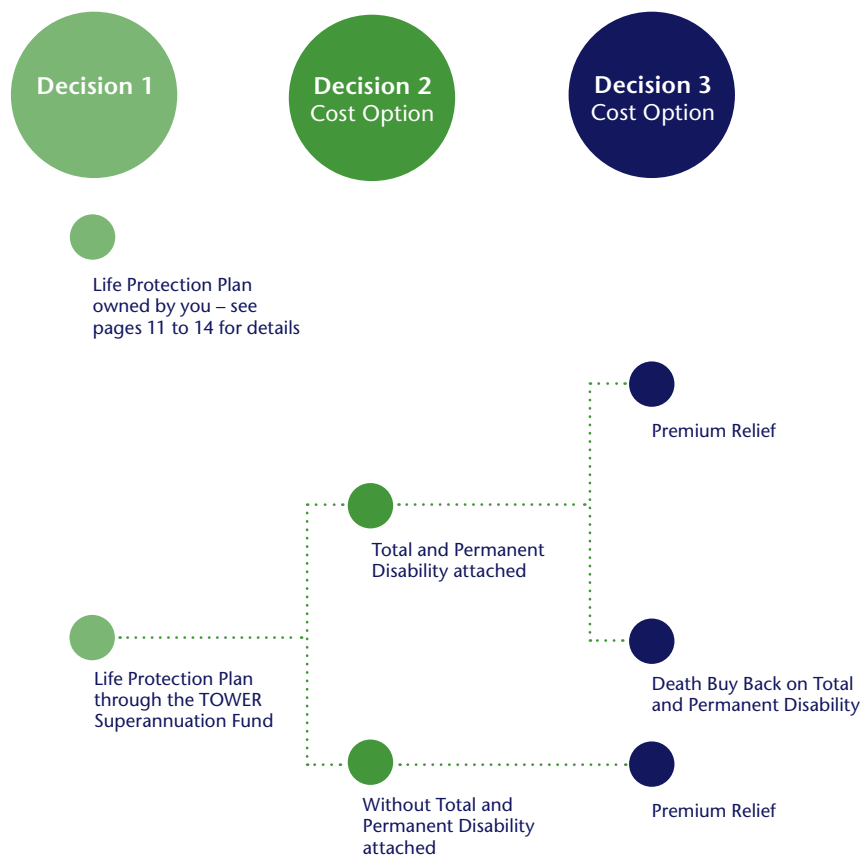 Decision 1
Decision 2
Cost Option
Decision 3
Cost Option
Life Protection Plan
owned by you – see
pages 11 to 14 for details
Premium Relief
Total and Permanent
Disability attached
Life Protection Plan
through the TOWER
Superannuation Fund
Death Buy Back on Total
and Permanent Disability
Without Total and
Permanent Disability
attached
Premium Relief